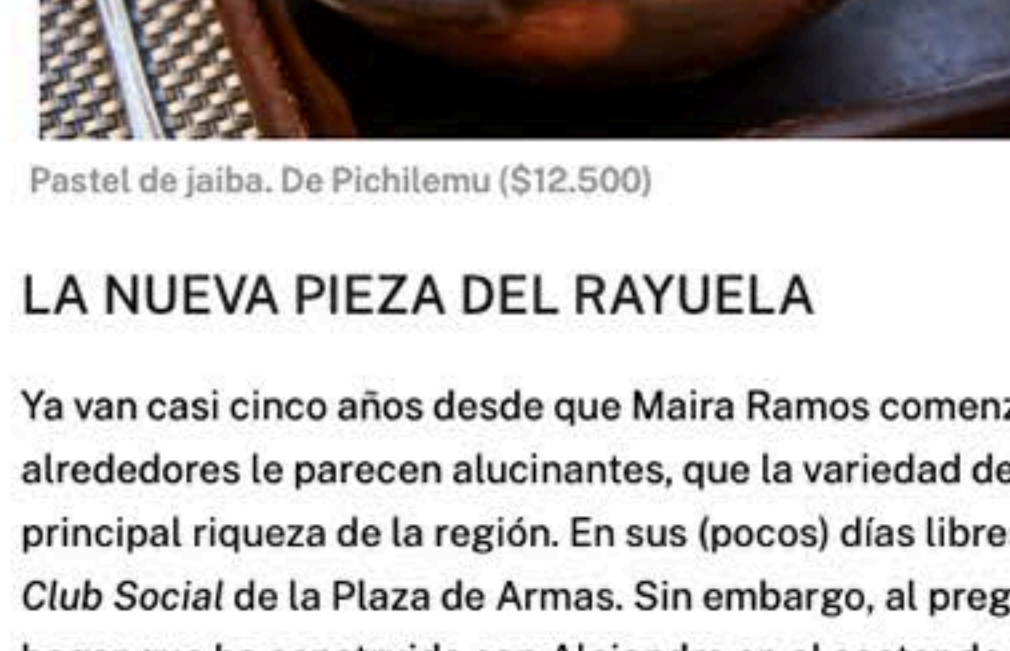 Pastel de jaiba. De Pichilemu ($12.500)
LA NUEVA PIEZA DEL RAYUELA
Ya van casi cinco años desde que Maira Ramos comenz
alrededores le parecen alucinantes, que la variedad de
principal riqueza de la región. En sus (pocos) días libre
Club Social de la Plaza de Armas. Sin embargo, al preg